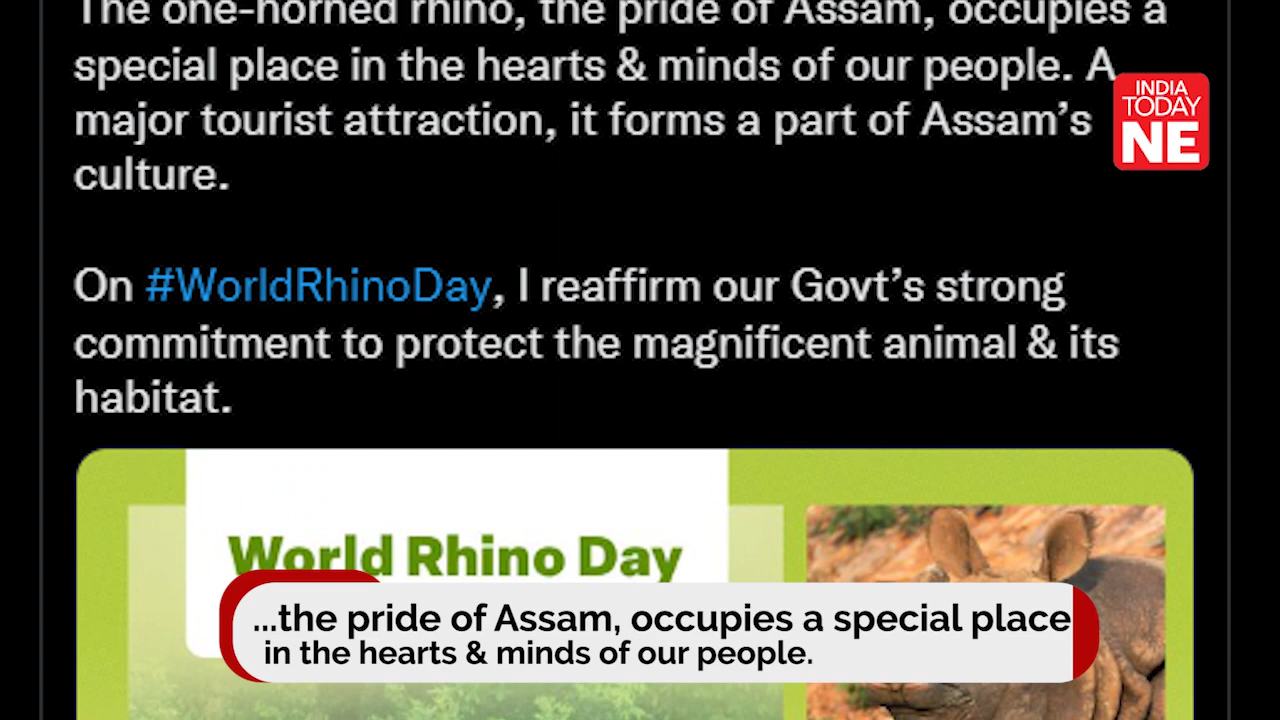 The one-horned rhino, the pride of Assam, occupies a
special place in the hearts & minds of our people. A
major tourist attraction, it forms a part of Assam’s
culture.
On #WorldRhinoDay, I reaffirm our Govt’s strong
commitment to protect the magnificent animal & its
habitat.
INDIA
TODAY
NE
World Rhino Day
...the pride of Assam, occupies a special place
in the hearts & minds of our people.